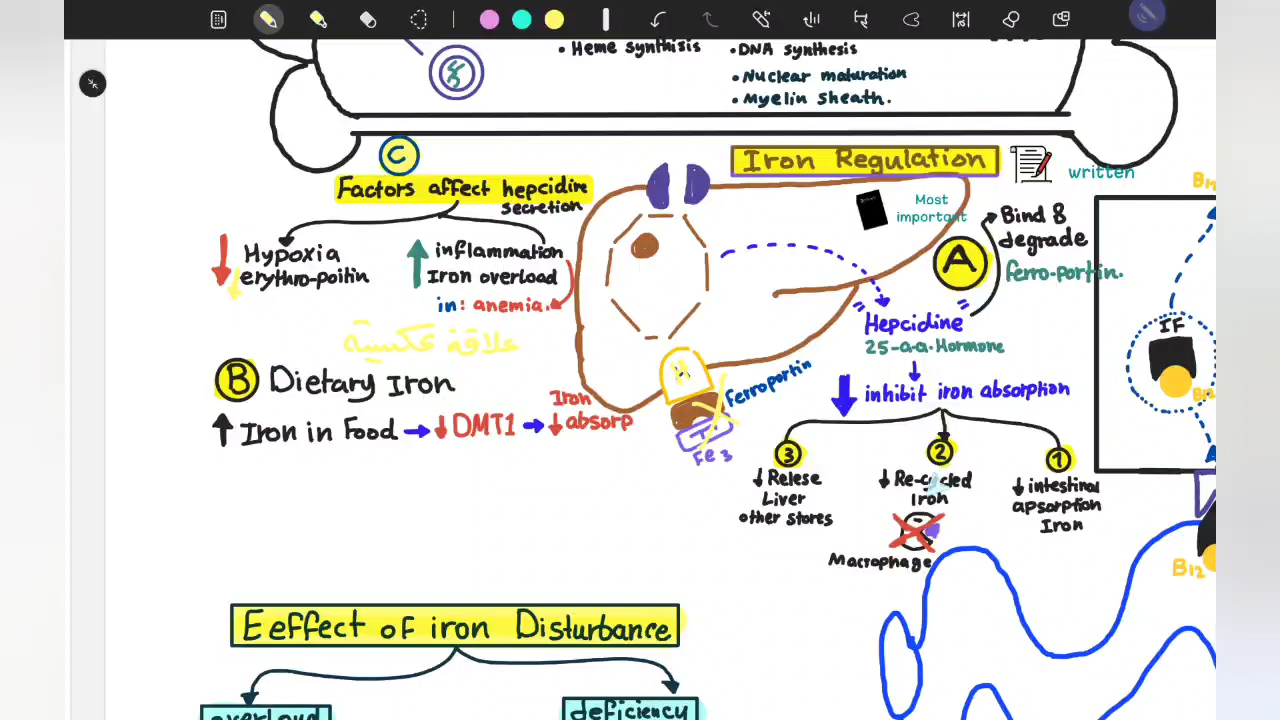 • Heme synthisis
• DNA synthesis
• Nuclear maturation
• Myelin sheath.
C
Factors affect hepcidine
secretion
Hypoxia
erythro-poitin
inflammation
Iron overload
in: anemia.
علاقة عكسية
B Dietary Iron
↑ Iron in Food → ↓ DMT1 → ↓ Iron absorp
Iron Regulation
written
Most
important
A
Bind &
degrade
ferro-portin.
"Hepcidine"
25-a.a. Hormone
↓ inhibit iron absorption
ferroportin
H
Fe3
3
↓ Relese
Liver
other stores
2
↓ Re-cycled
Iron
Macrophage
1
↓ intestinal
apsorption
Iron
IF
B12
Eeffect of iron Disturbance
overload
deficiency